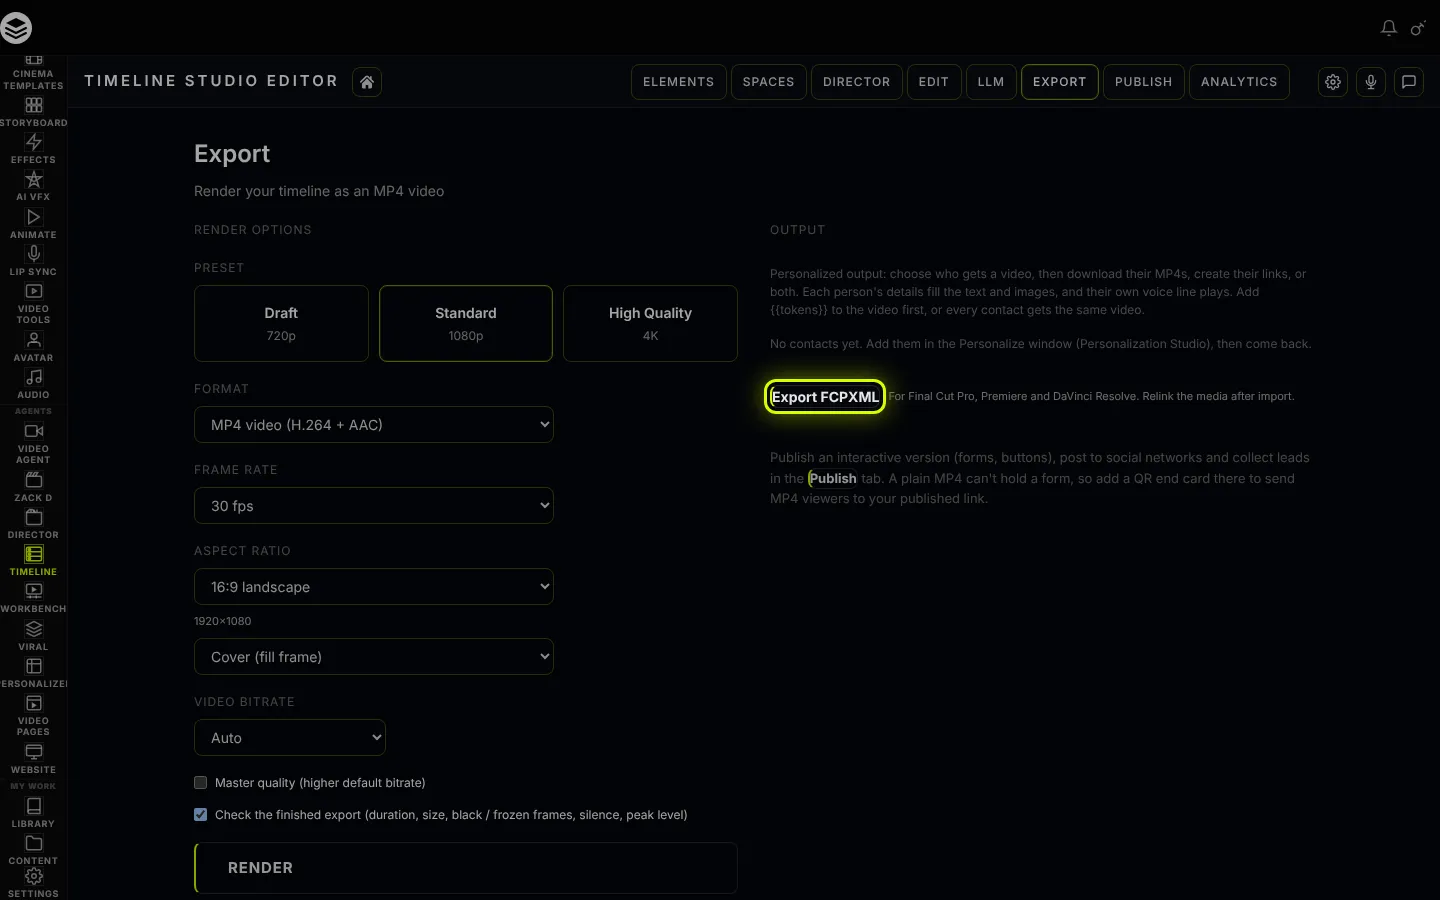 CINEMA
TEMPLATES
STORYBOARD
EFFECTS
AI VFX
ANIMATE
LIP SYNC
VIDEO
TOOLS
AVATAR
AUDIO
AGENTS
VIDEO
AGENT
ZACK D
DIRECTOR
TIMELINE
WORKBENCH
VIRAL
PERSONALIZE
VIDEO
PAGES
WEBSITE
MY WORK
LIBRARY
CONTENT
SETTINGS
TIMELINE STUDIO EDITOR
ELEMENTS
SPACES
DIRECTOR
EDIT
LLM
EXPORT
PUBLISH
ANALYTICS
Export
Render your timeline as an MP4 video
RENDER OPTIONS
PRESET
Draft
720p
Standard
1080p
High Quality
4K
FORMAT
MP4 video (H.264 + AAC)
FRAME RATE
30 fps
ASPECT RATIO
16:9 landscape
1920×1080
Cover (fill frame)
VIDEO BITRATE
Auto
Master quality (higher default bitrate)
Check the finished export (duration, size, black / frozen frames, silence, peak level)
RENDER
OUTPUT
Personalized output: choose who gets a video, then download their MP4s, create their links, or
both. Each person's details fill the text and images, and their own voice line plays. Add
{{tokens}} to the video first, or every contact gets the same video.
No contacts yet. Add them in the Personalize window (Personalization Studio), then come back.
Export FCPXML For Final Cut Pro, Premiere and DaVinci Resolve. Relink the media after import.
Publish an interactive version (forms, buttons), post to social networks and collect leads
in the Publish tab. A plain MP4 can't hold a form, so add a QR end card there to send
MP4 viewers to your published link.